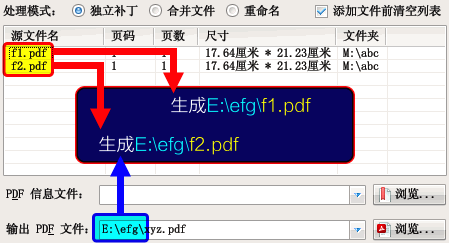 处理模式: 独立补丁 合并文件 重命名 添加文件前清空列表
源文件名 页码 页数 尺寸 文件夹
f1.pdf 1 1 17.64厘米 * 21.23厘米 M:\abc
f2.pdf 1 1 17.64厘米 * 21.23厘米 M:\abc
生成E:\efg\f1.pdf
生成E:\efg\f2.pdf
PDF 信息文件: 浏览...
输出 PDF 文件: E:\efg\xyz.pdf 浏览...